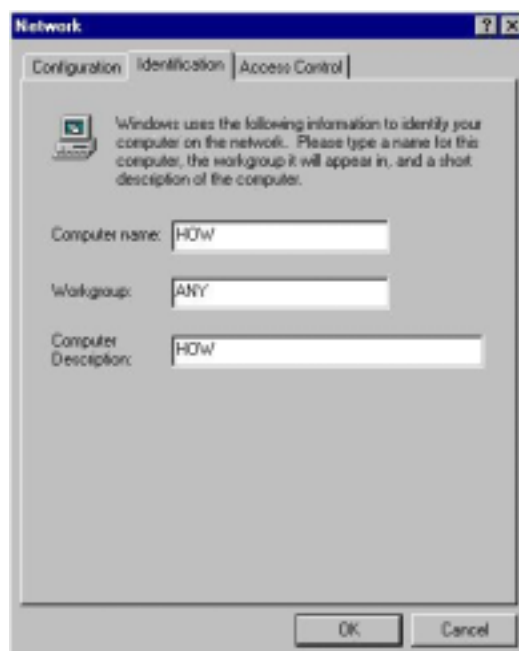 Network
Configuration Identification Access Control
Windows uses the following information to identify your
computer on the network. Please type a name for this
computer, the workgroup it will appear in, and a short
description of the computer.
Computer name: HOW
Workgroup: ANY
Computer
Description: HOW
OK Cancel